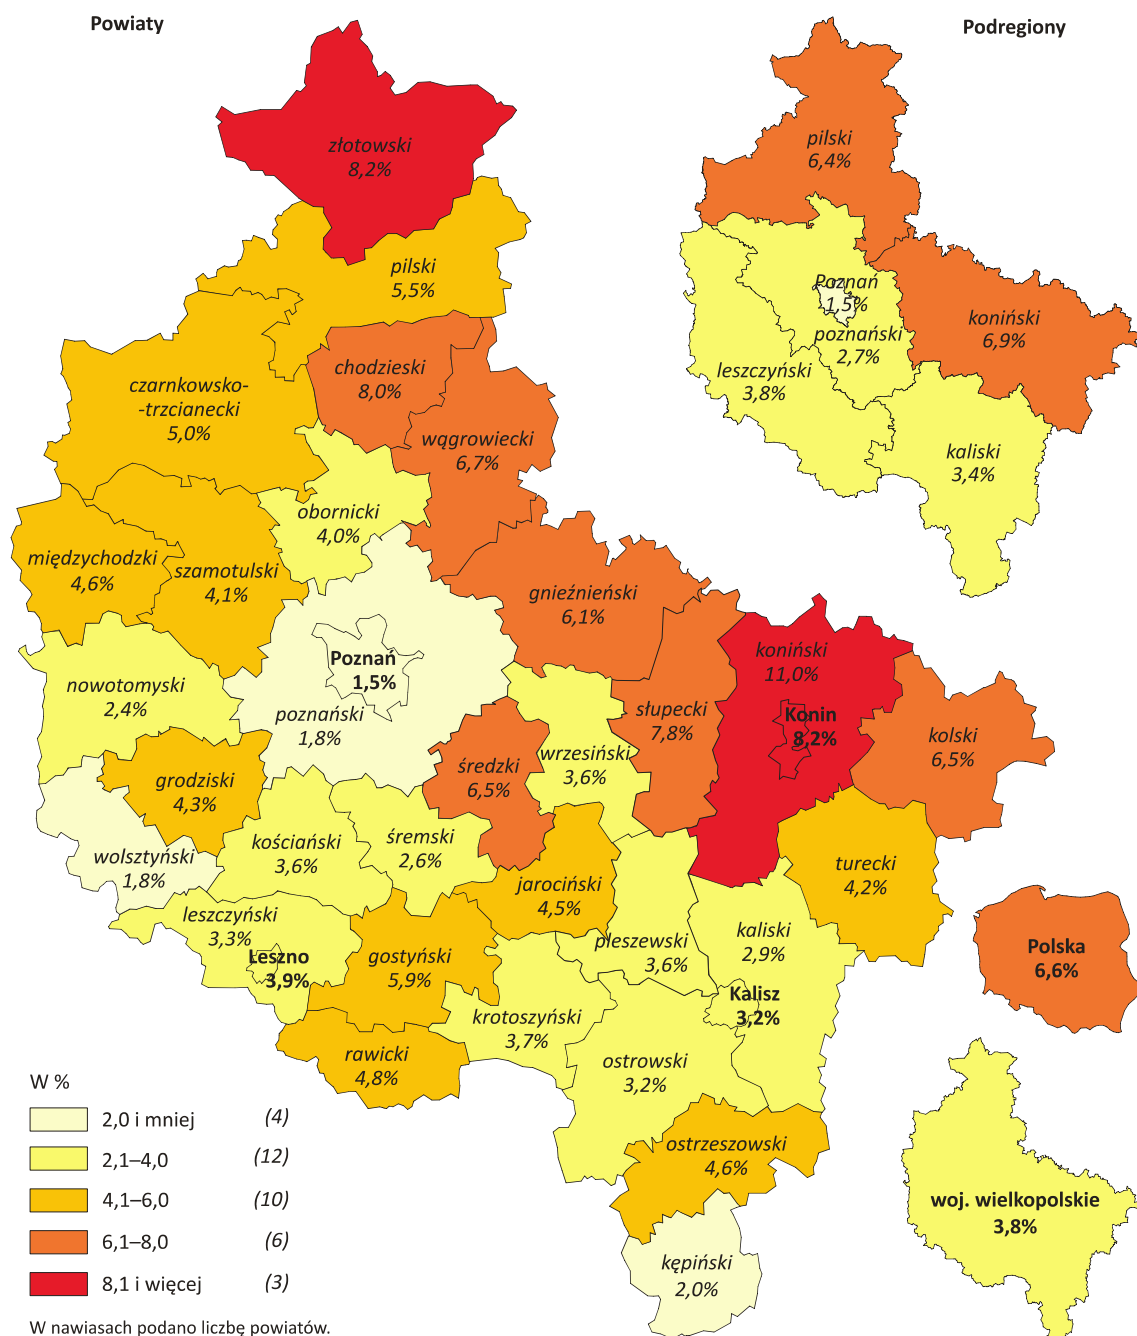 Powiaty
złotowski
8,2%
pilski
5,5%
czarnkowsko-
-trzcianecki
5,0%
chodzieski
8,0%
wągrowiecki
6,7%
obornicki
4,0%
międzychodzki
4,6%
szamotulski
4,1%
gnieźnieński
6,1%
nowotomyski
2,4%
Poznań
1,5%
poznański
1,8%
koniński
11,0%
Konin
8,2%
słupecki
7,8%
kolski
6,5%
wrzesiński
3,6%
średzki
6,5%
grodziski
4,3%
wolsztyński
1,8%
kościański
3,6%
śremski
2,6%
jarociński
4,5%
turecki
4,2%
leszczyński
3,3%
Leszno
3,9%
gostyński
5,9%
pleszewski
3,6%
kaliski
2,9%
Kalisz
3,2%
krotoszyński
3,7%
rawicki
4,8%
ostrowski
3,2%
ostrzeszowski
4,6%
kępiński
2,0%
Podregiony
pilski
6,4%
Poznań
1,5%
poznański
2,7%
koniński
6,9%
leszczyński
3,8%
kaliski
3,4%
Polska
6,6%
woj. wielkopolskie
3,8%
W %
2,0 i mniej (4)
2,1–4,0 (12)
4,1–6,0 (10)
6,1–8,0 (6)
8,1 i więcej (3)
W nawiasach podano liczbę powiatów.